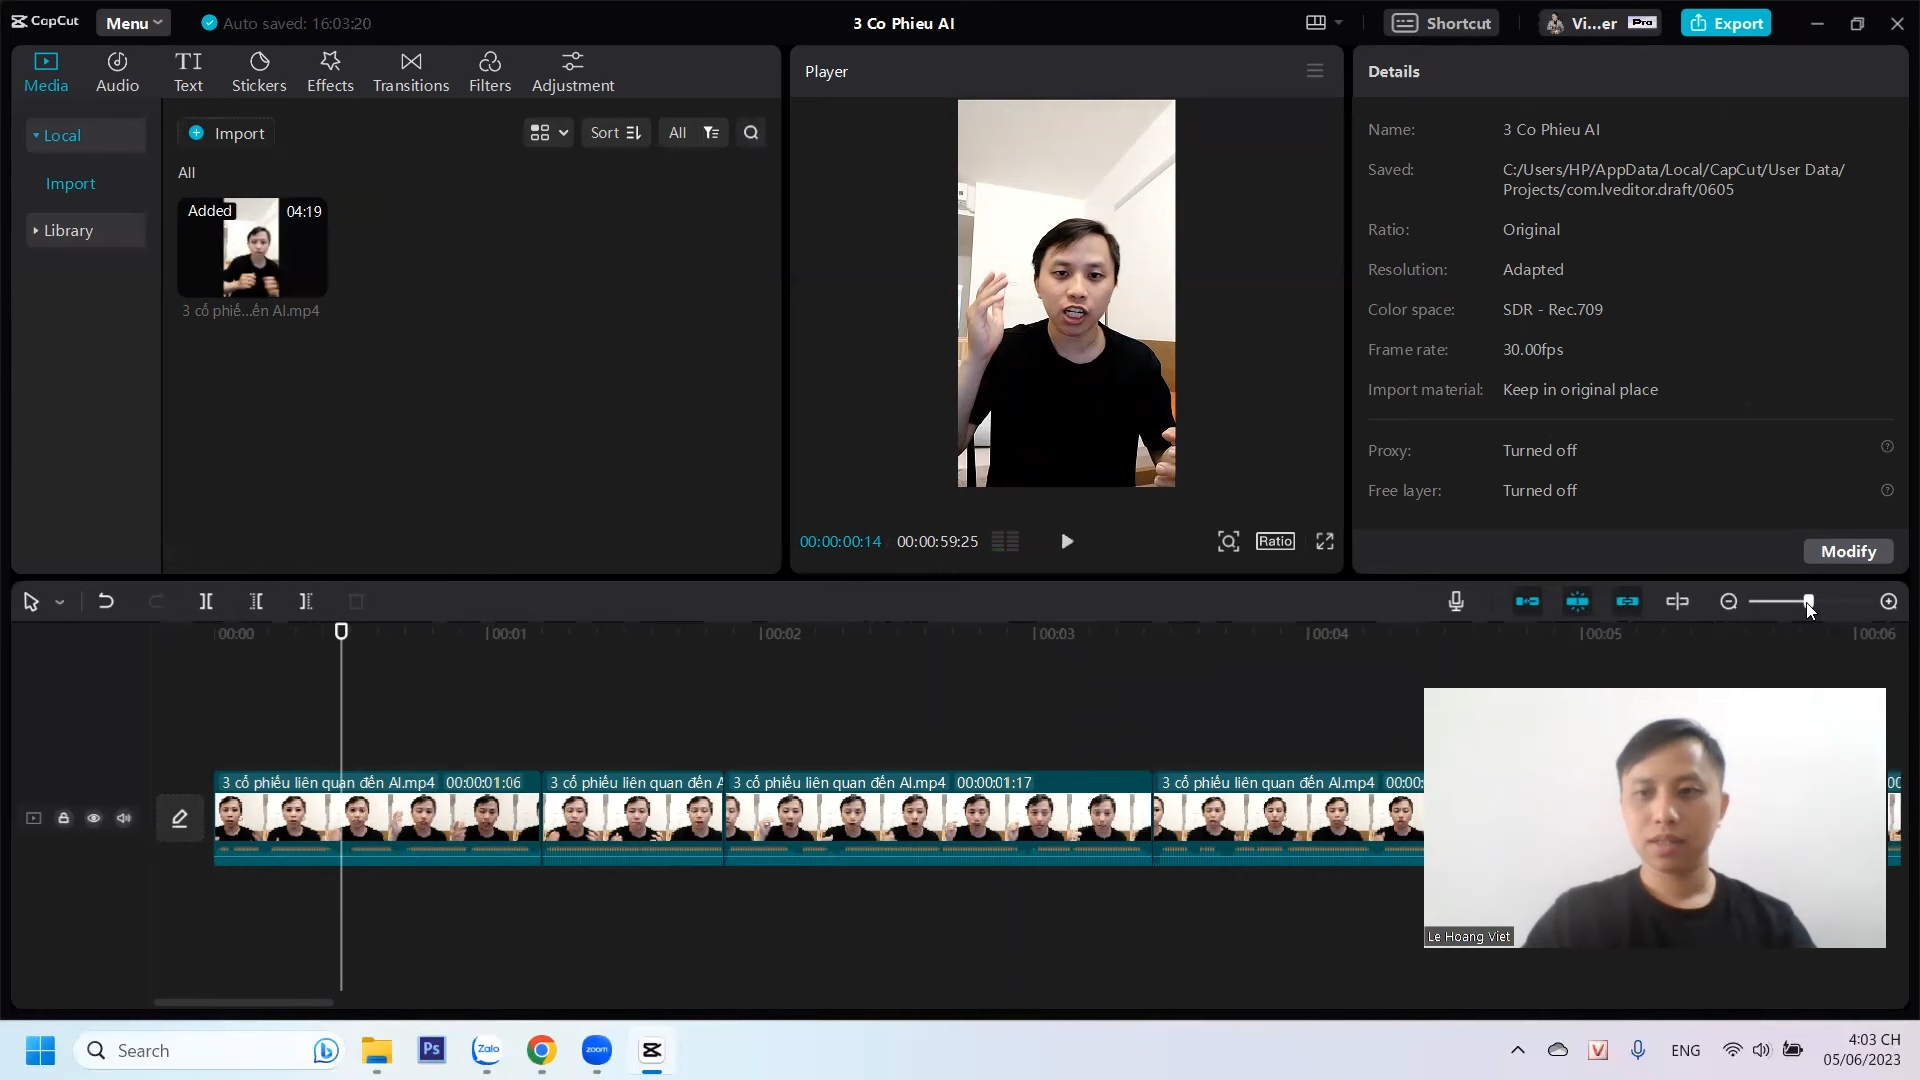 CapCut
Menu
Auto saved: 16:03:20
3 Co Phieu AI
Shortcut
Vi...er
Pro
Export
Media
Audio
TI
Text
Stickers
Effects
Transitions
Filters
Adjustment
Local
Import
Library
Import
Sort
All
All
Added
04:19
3 cổ phiế...ến AI.mp4
Player
00:00:00:14
00:00:59:25
Ratio
Details
Name: 3 Co Phieu AI
Saved: C:/Users/HP/AppData/Local/CapCut/User Data/
Projects/com.lveditor.draft/0605
Ratio: Original
Resolution: Adapted
Color space: SDR - Rec.709
Frame rate: 30.00fps
Import material: Keep in original place
Proxy: Turned off
Free layer: Turned off
Modify
00:00
00:01
00:02
00:03
00:04
00:05
00:06
3 cổ phiếu liên quan đến AI.mp4 00:00:01:06
3 cổ phiếu liên quan đến A
3 cổ phiếu liên quan đến AI.mp4 00:00:01:17
3 cổ phiếu liên quan đến AI.mp4 00:00:
00
Le Hoang Viet
Search
Ps
Zalo
zoom
V
ENG
4:03 CH
05/06/2023